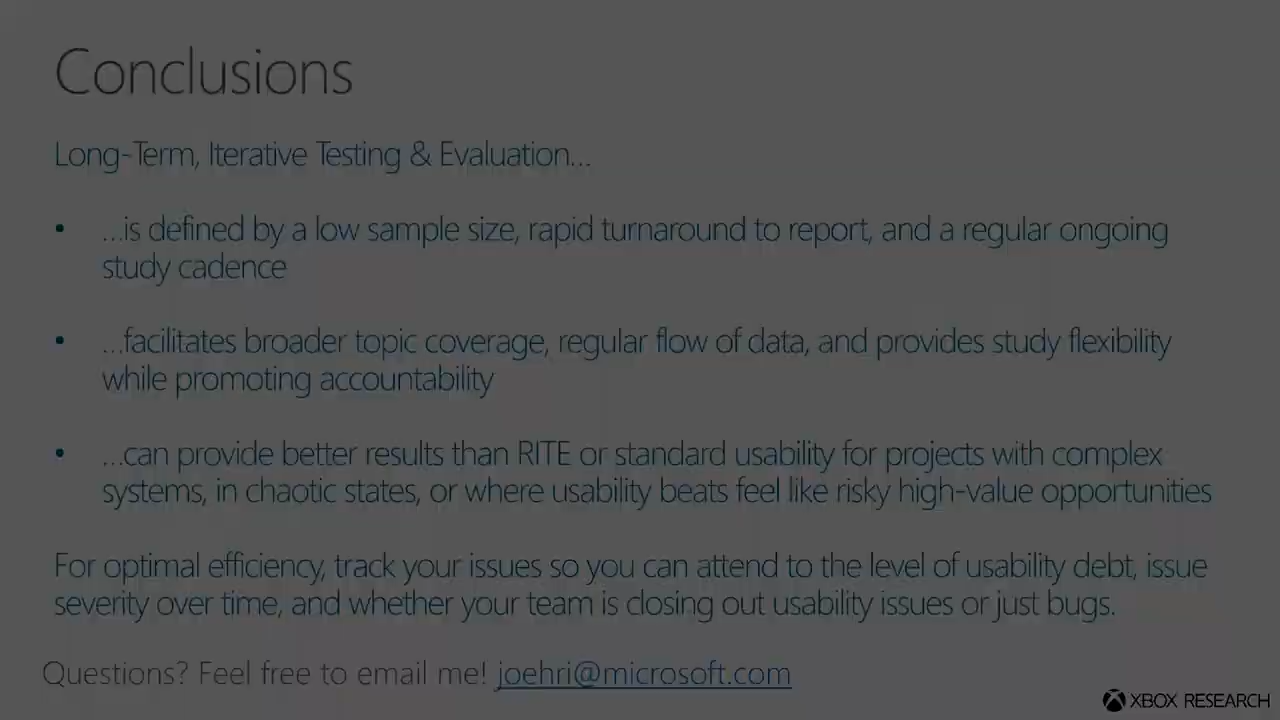 Conclusions
Long-Term, Iterative Testing & Evaluation...
• ...is defined by a low sample size, rapid turnaround to report, and a regular ongoing
study cadence
• ...facilitates broader topic coverage, regular flow of data, and provides study flexibility
while promoting accountability
• ...can provide better results than RITE or standard usability for projects with complex
systems, in chaotic states, or where usability beats feel like risky high-value opportunities
For optimal efficiency, track your issues so you can attend to the level of usability debt, issue
severity over time, and whether your team is closing out usability issues or just bugs.
Questions? Feel free to email me! joehri@microsoft.com
XBOX RESEARCH